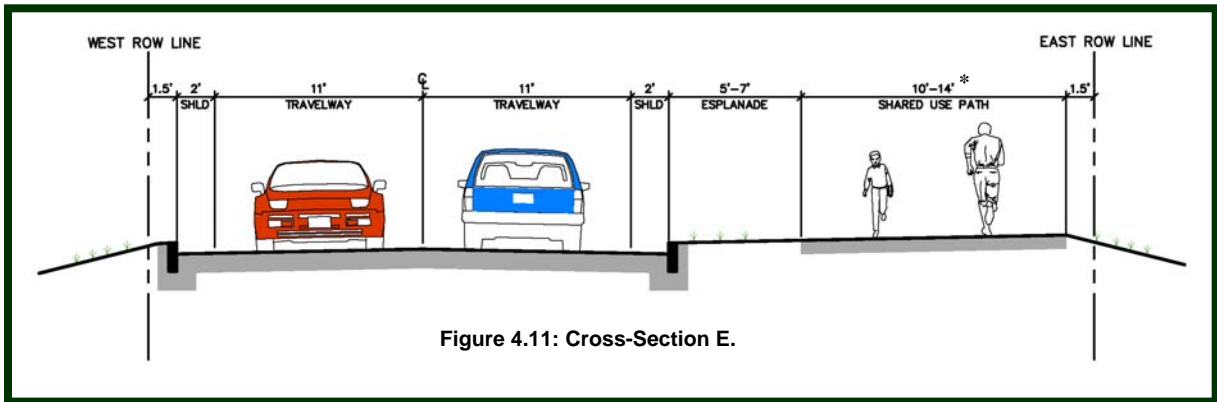 WEST ROW LINE
EAST ROW LINE
1.5' 2' 11' ℄ 11' 2' 5'-7' 10'-14' * 1.5'
SHLD TRAVELWAY TRAVELWAY SHLD ESPLANADE SHARED USE PATH
Figure 4.11: Cross-Section E.